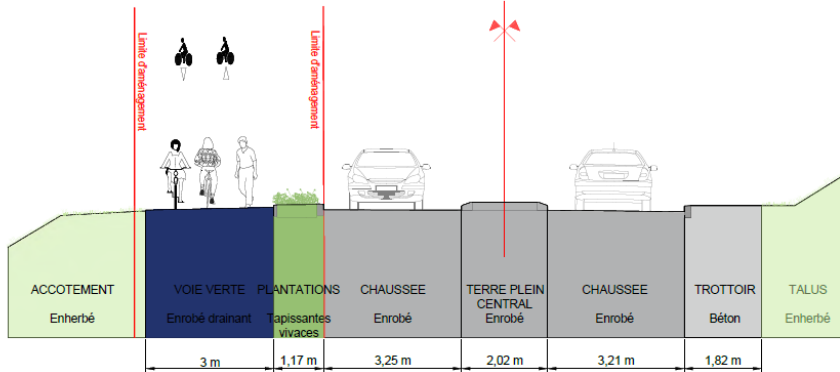 Limite d'aménagement
Limite d'aménagement
ACCOTEMENT
Enherbé
VOIE VERTE
Enrobé drainant
PLANTATIONS
Tapissantes
vivaces
CHAUSSEE
Enrobé
TERRE PLEIN
CENTRAL
Enrobé
CHAUSSEE
Enrobé
TROTTOIR
Béton
TALUS
Enherbé
3 m
1,17 m
3,25 m
2,02 m
3,21 m
1,82 m